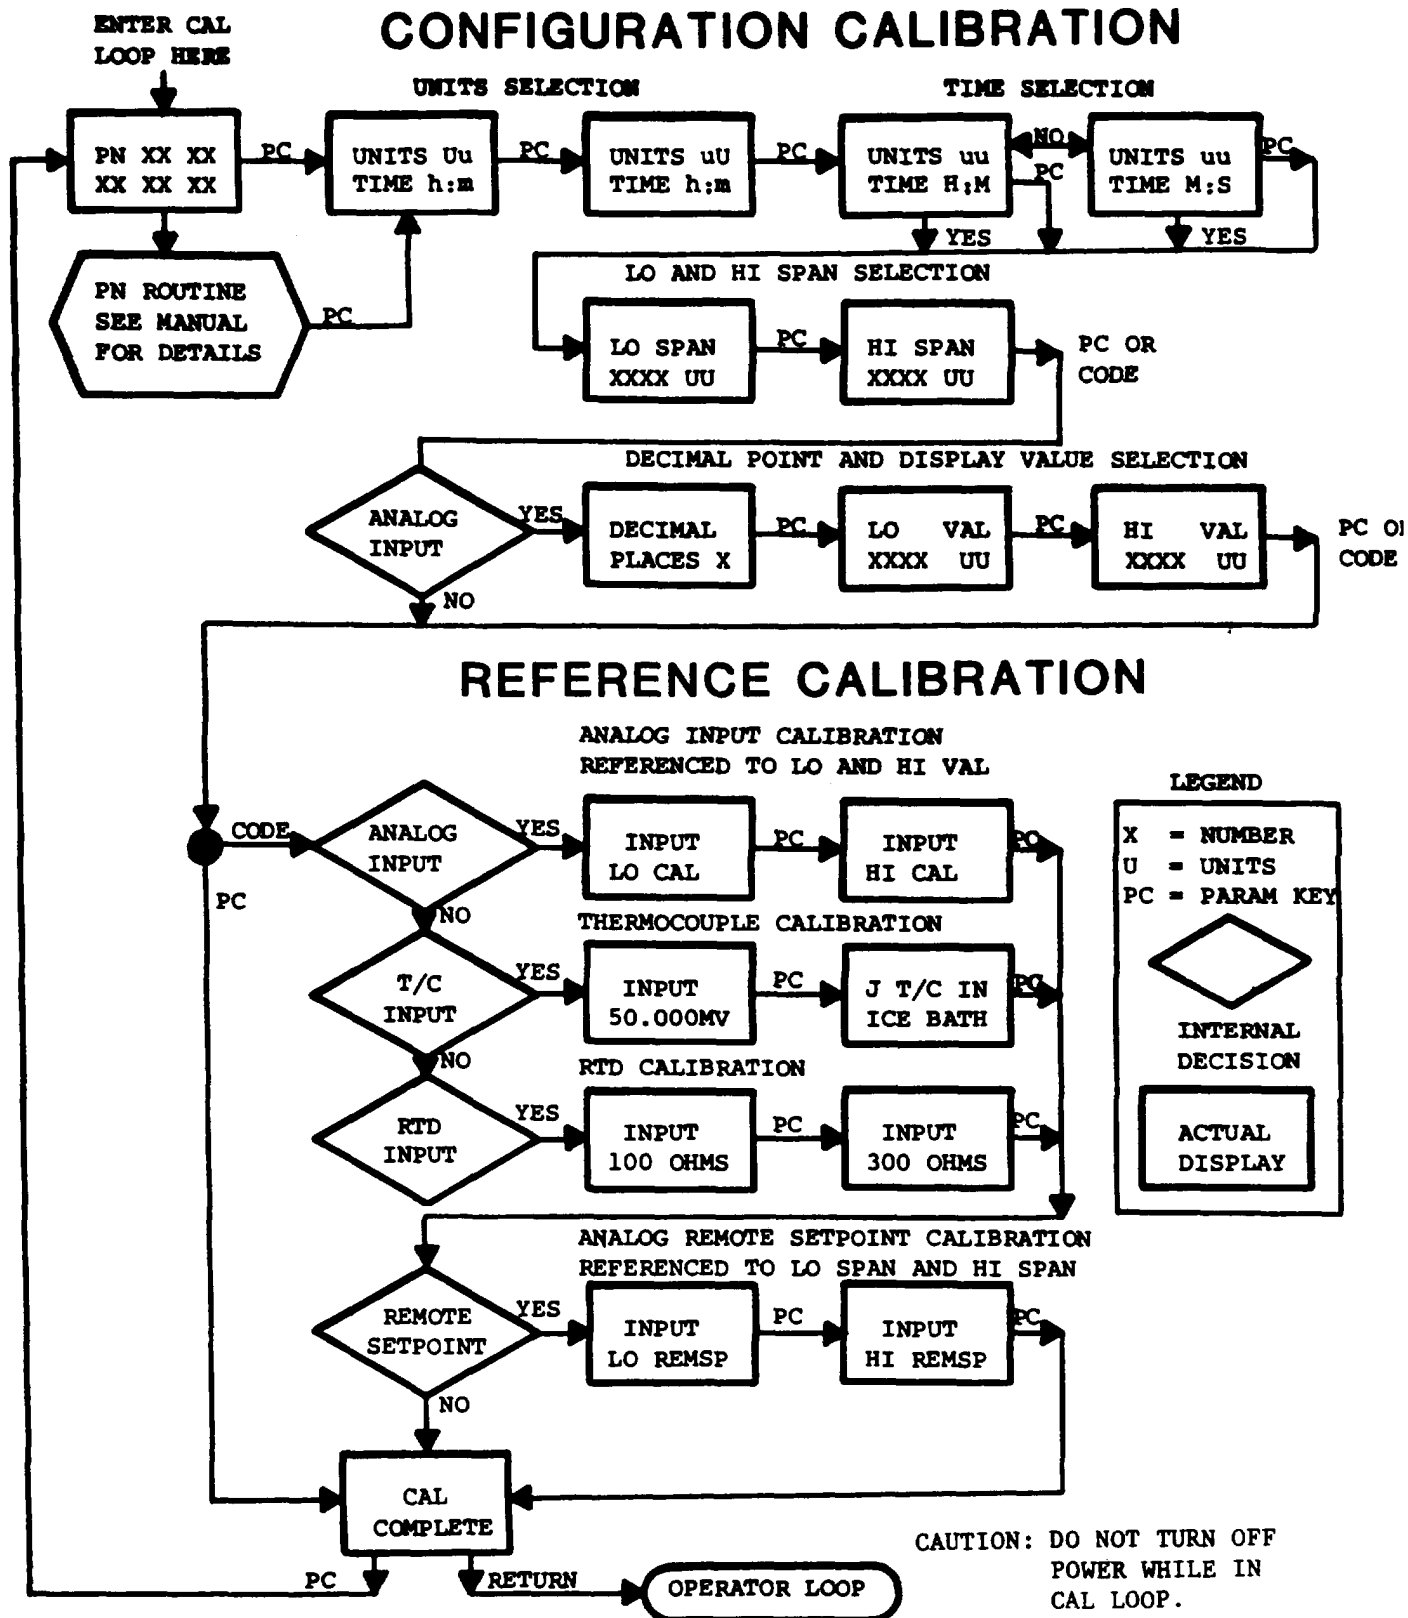 CONFIGURATION CALIBRATION
ENTER CAL
LOOP HERE
UNITS SELECTION
TIME SELECTION
PN XX XX
XX XX XX
PC
UNITS Uu
TIME h:m
PC
UNITS uU
TIME h:m
PC
UNITS uu
TIME H:M
NO
PC
UNITS uu
TIME M:S
PC
YES
YES
PN ROUTINE
SEE MANUAL
FOR DETAILS
PC
LO AND HI SPAN SELECTION
LO SPAN
XXXX UU
PC
HI SPAN
XXXX UU
PC OR
CODE
DECIMAL POINT AND DISPLAY VALUE SELECTION
ANALOG
INPUT
YES
DECIMAL
PLACES X
PC
LO VAL
XXXX UU
PC
HI VAL
XXXX UU
PC O
CODE
NO
REFERENCE CALIBRATION
ANALOG INPUT CALIBRATION
REFERENCED TO LO AND HI VAL
CODE
PC
ANALOG
INPUT
YES
INPUT
LO CAL
PC
INPUT
HI CAL
PC
NO
THERMOCOUPLE CALIBRATION
T/C
INPUT
YES
INPUT
50.000MV
PC
J T/C IN
ICE BATH
PC
NO
RTD CALIBRATION
RTD
INPUT
YES
INPUT
100 OHMS
PC
INPUT
300 OHMS
PC
LEGEND
X = NUMBER
U = UNITS
PC = PARAM KEY
INTERNAL
DECISION
ACTUAL
DISPLAY
ANALOG REMOTE SETPOINT CALIBRATION
REFERENCED TO LO SPAN AND HI SPAN
REMOTE
SETPOINT
YES
INPUT
LO REMSP
PC
INPUT
HI REMSP
PC
NO
CAL
COMPLETE
PC
RETURN
OPERATOR LOOP
CAUTION: DO NOT TURN OFF
POWER WHILE IN
CAL LOOP.